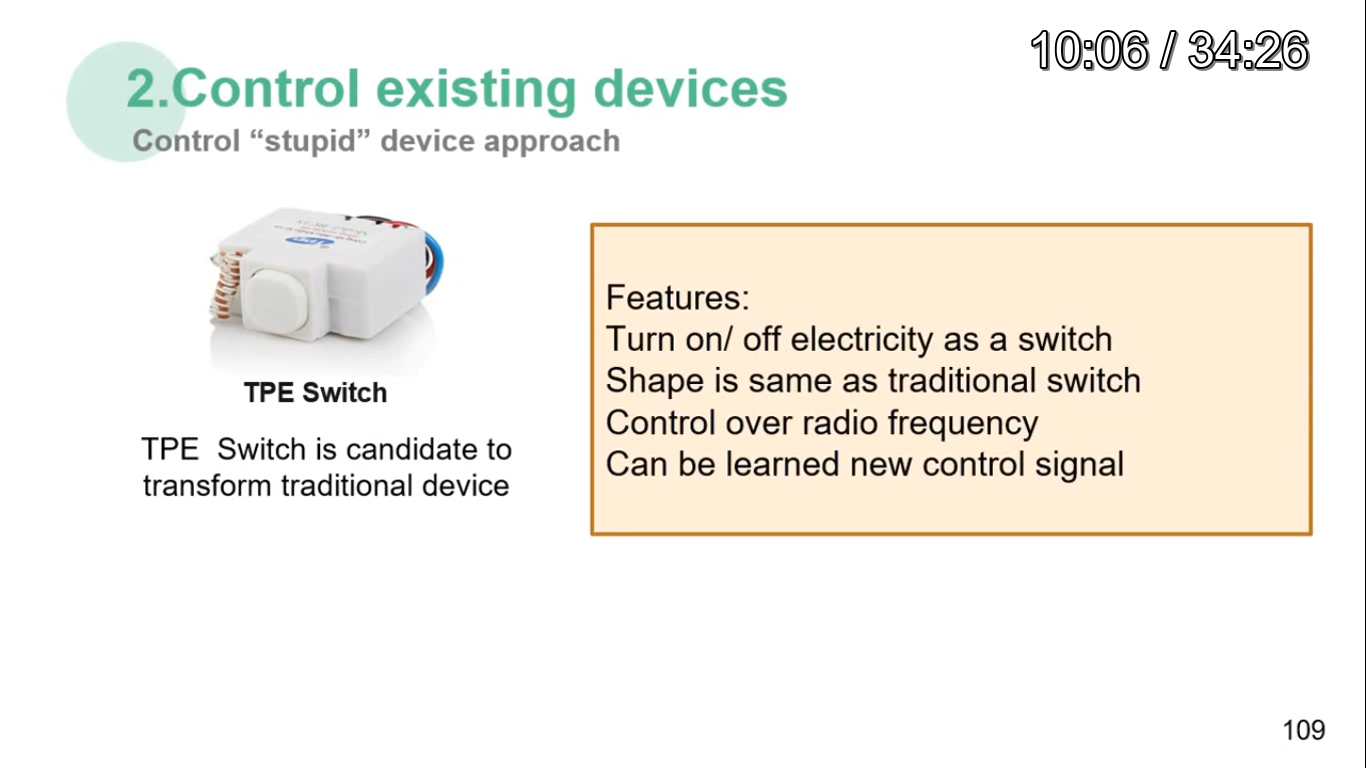 10:06 / 34:26
2.Control existing devices
Control “stupid” device approach
TPE Switch
TPE Switch is candidate to
transform traditional device
Features:
Turn on/ off electricity as a switch
Shape is same as traditional switch
Control over radio frequency
Can be learned new control signal
109